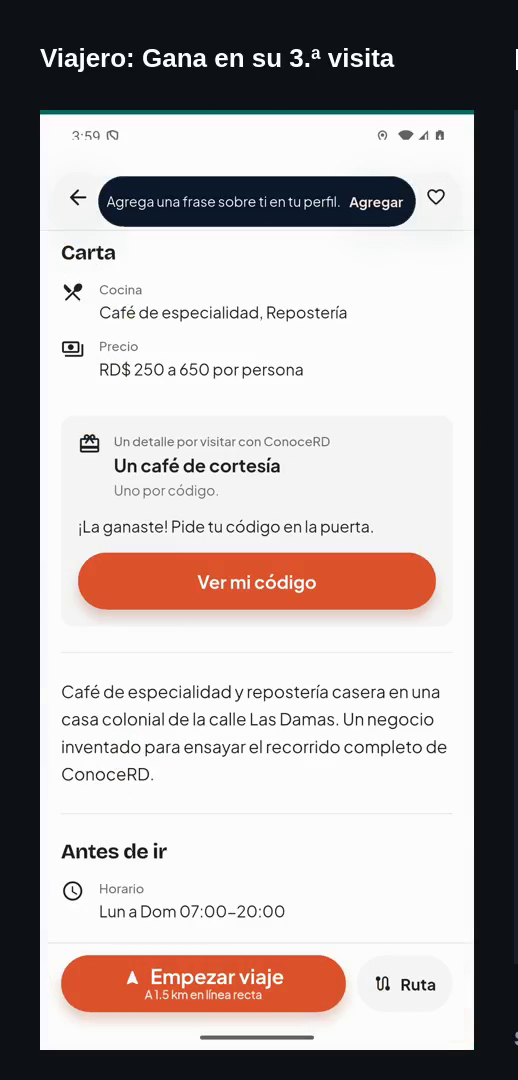 Viajero: Gana en su 3.ª visita
3:59
Agrega una frase sobre ti en tu perfil. Agregar
Carta
Cocina
Café de especialidad, Repostería
Precio
RD$ 250 a 650 por persona
Un detalle por visitar con ConoceRD
Un café de cortesía
Uno por código.
¡La ganaste! Pide tu código en la puerta.
Ver mi código
Café de especialidad y repostería casera en una
casa colonial de la calle Las Damas. Un negocio
inventado para ensayar el recorrido completo de
ConoceRD.
Antes de ir
Horario
Lun a Dom 07:00–20:00
Empezar viaje
A 1.5 km en línea recta
Ruta